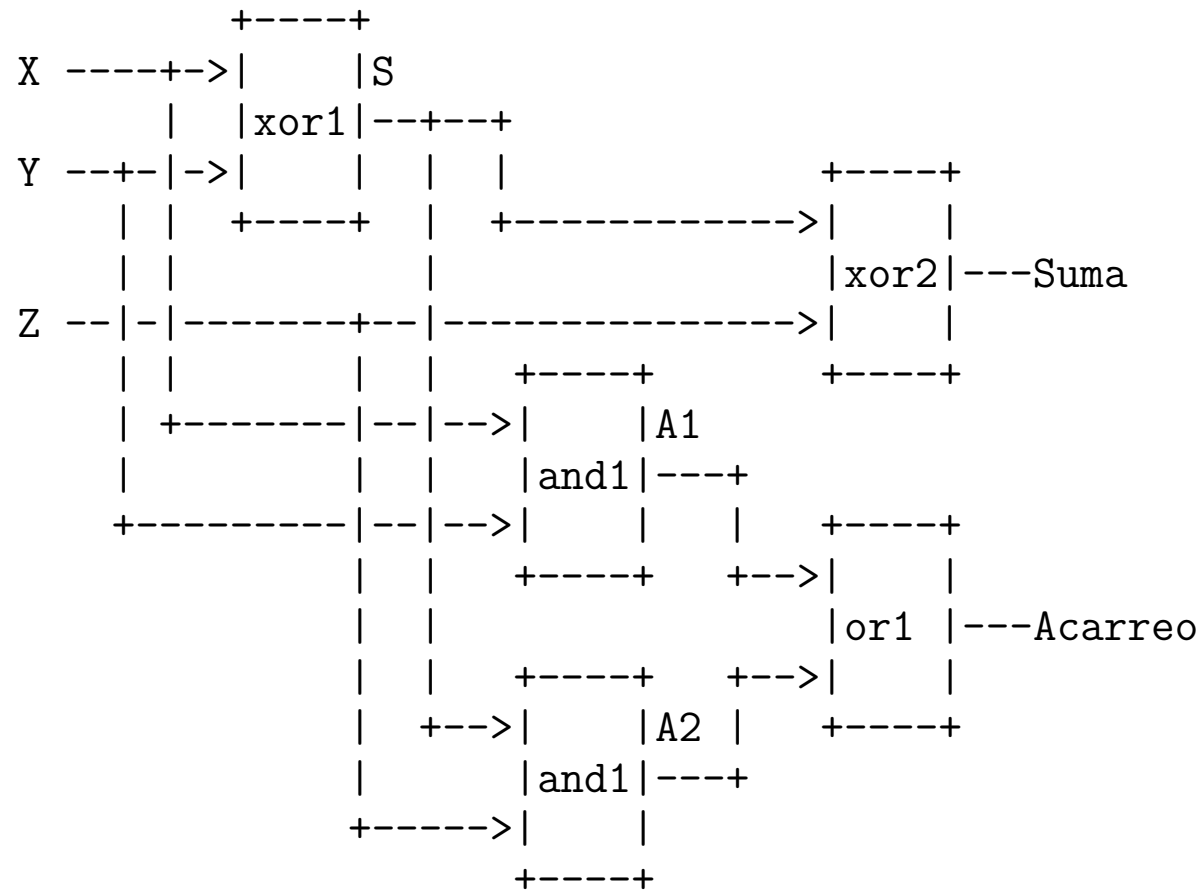 X S
xor1
Y
xor2 Suma
Z
A1
and1
or1 Acarreo
A2
and1